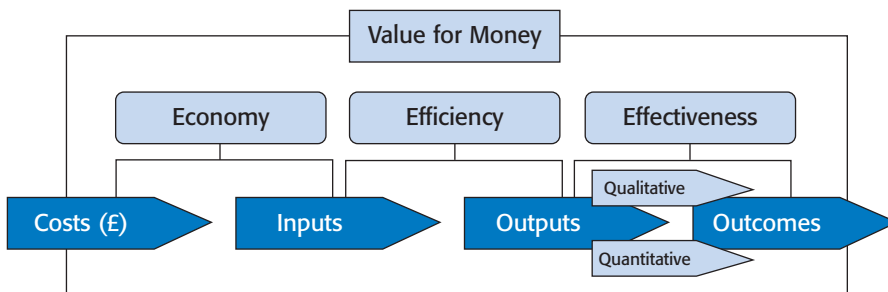 Value for Money
Economy
Efficiency
Effectiveness
Qualitative
Costs (£)
Inputs
Outputs
Outcomes
Quantitative